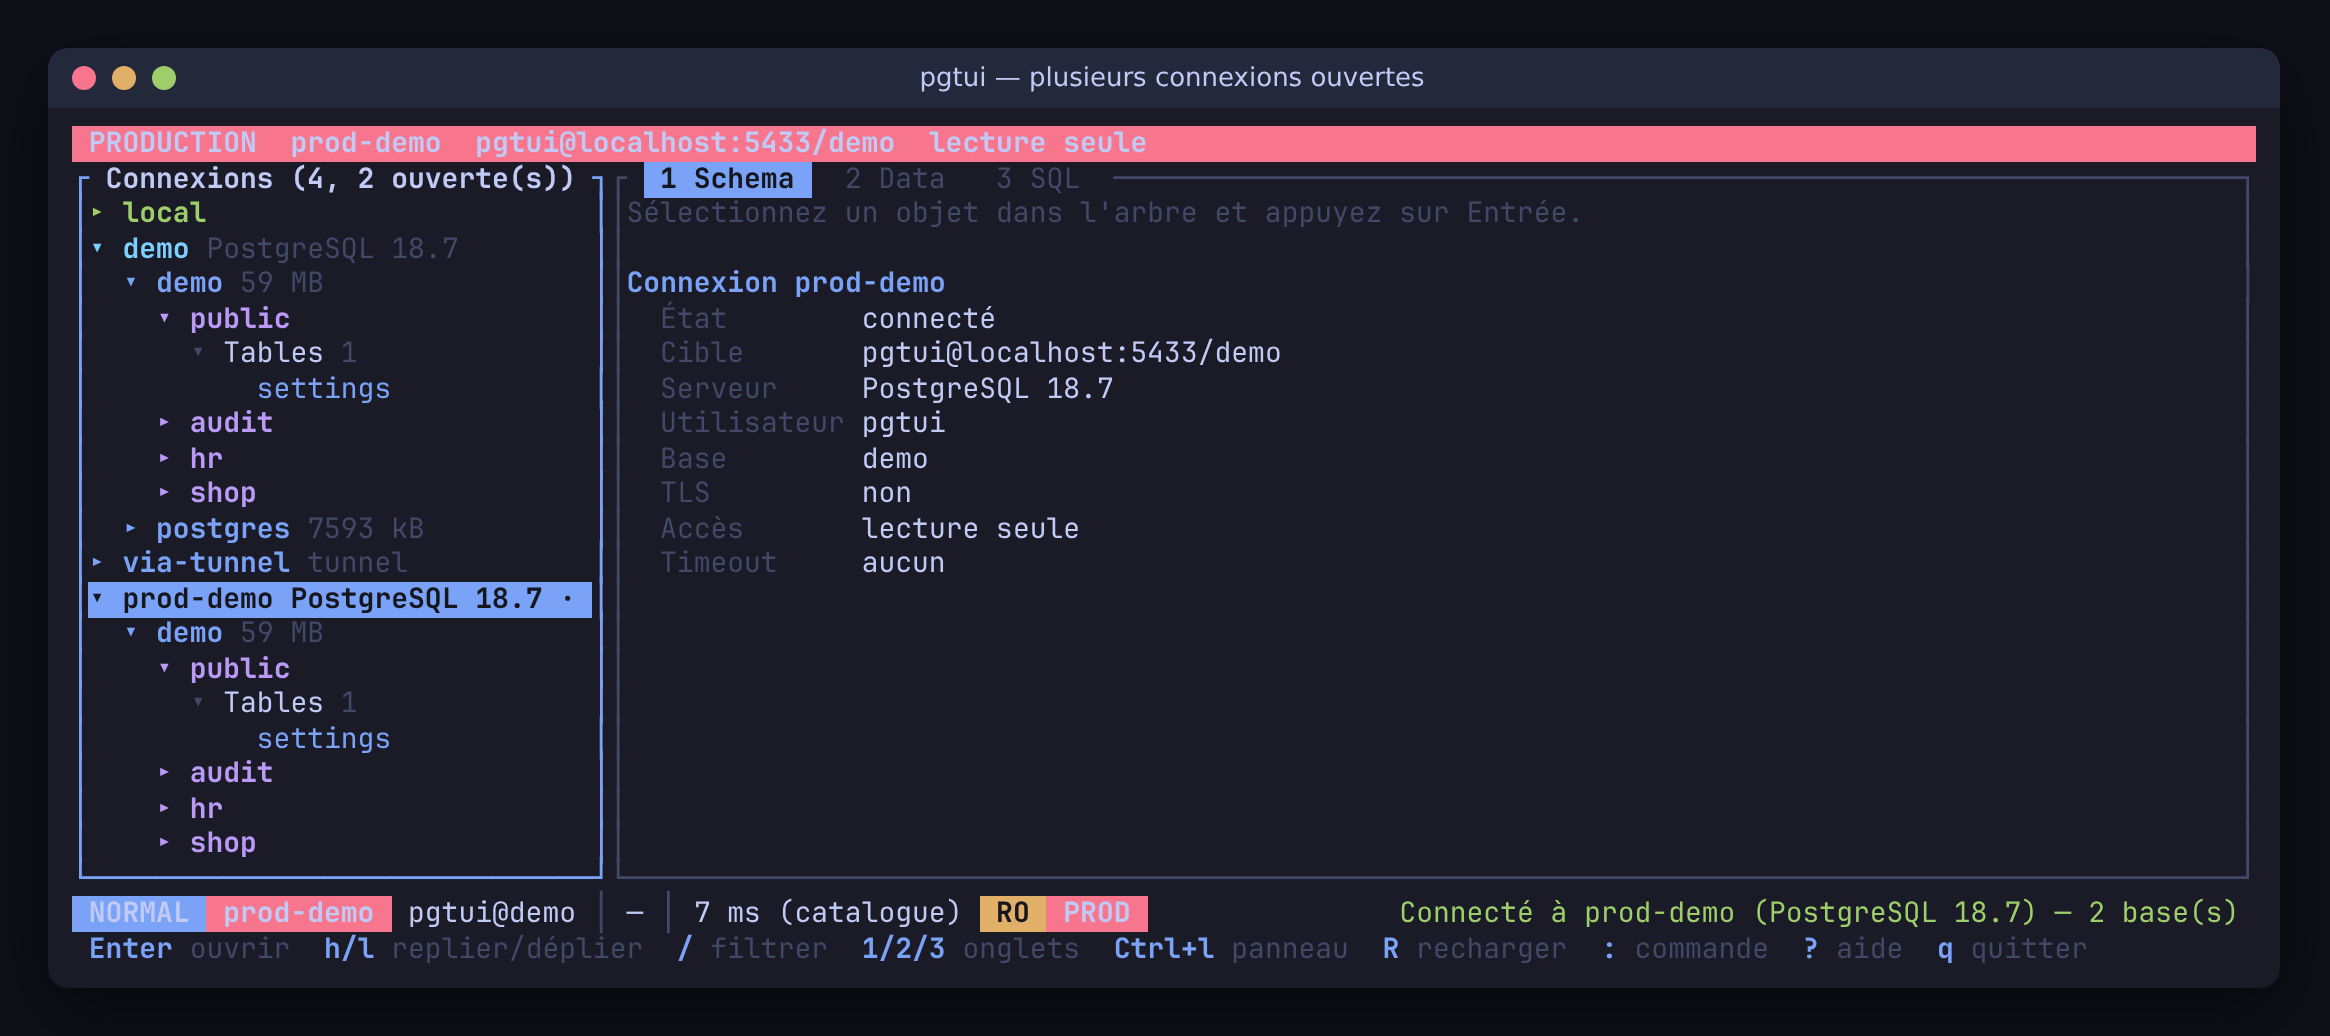 pgtui — plusieurs connexions ouvertes
PRODUCTION  prod-demo  pgtui@localhost:5433/demo  lecture seule
Connexions (4, 2 ouverte(s))
▸ local
▾ demo PostgreSQL 18.7
▾ demo 59 MB
▾ public
▾ Tables 1
settings
▸ audit
▸ hr
▸ shop
▸ postgres 7593 kB
▸ via-tunnel tunnel
▾ prod-demo PostgreSQL 18.7 ·
▾ demo 59 MB
▾ public
▾ Tables 1
settings
▸ audit
▸ hr
▸ shop
1 Schema  2 Data  3 SQL
Sélectionnez un objet dans l'arbre et appuyez sur Entrée.
Connexion prod-demo
État connecté
Cible pgtui@localhost:5433/demo
Serveur PostgreSQL 18.7
Utilisateur pgtui
Base demo
TLS non
Accès lecture seule
Timeout aucun
NORMAL  prod-demo  pgtui@demo │ — │ 7 ms (catalogue)  RO  PROD  Connecté à prod-demo (PostgreSQL 18.7) — 2 base(s)
Enter ouvrir  h/l replier/déplier  / filtrer  1/2/3 onglets  Ctrl+l panneau  R recharger  : commande  ? aide  q quitter